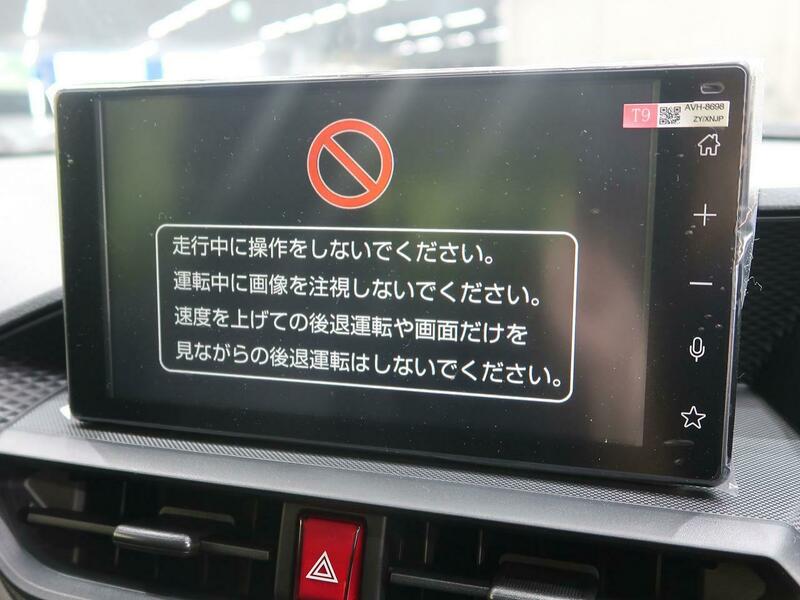 T9
AVH-8698
ZY/XNJP
走行中に操作をしないでください。
運転中に画像を注視しないでください。
速度を上げての後退運転や画面だけを
見ながらの後退運転はしないでください。